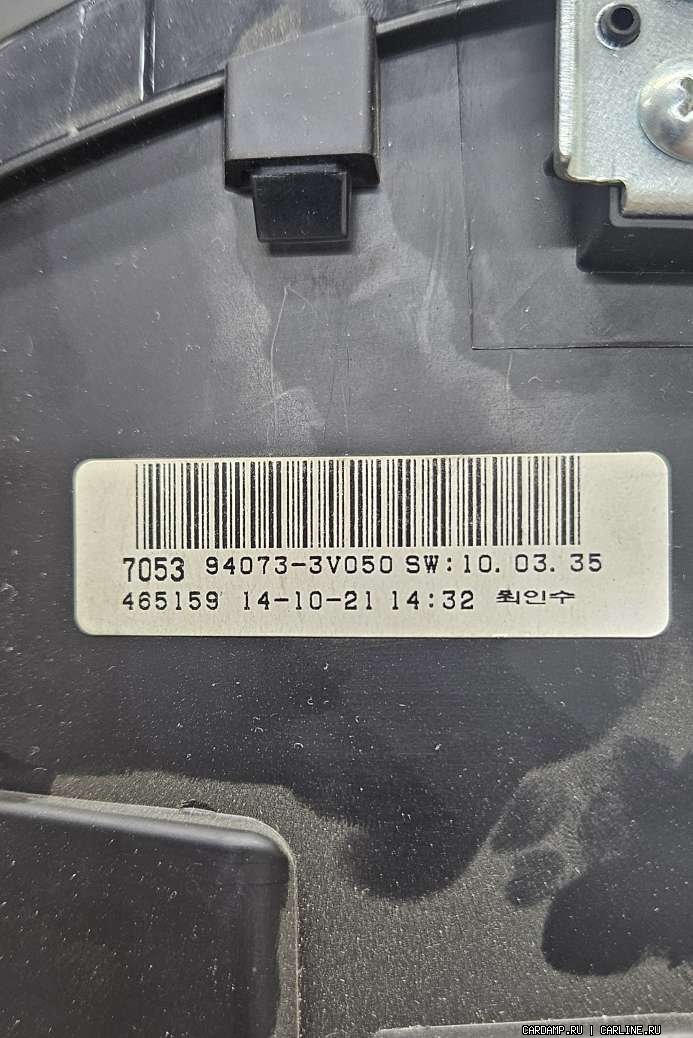 7053 94073-3V050 SW:10.03.35
465159 14-10-21 14:32 최인수
CARDAMP.RU | CARLINE.RU